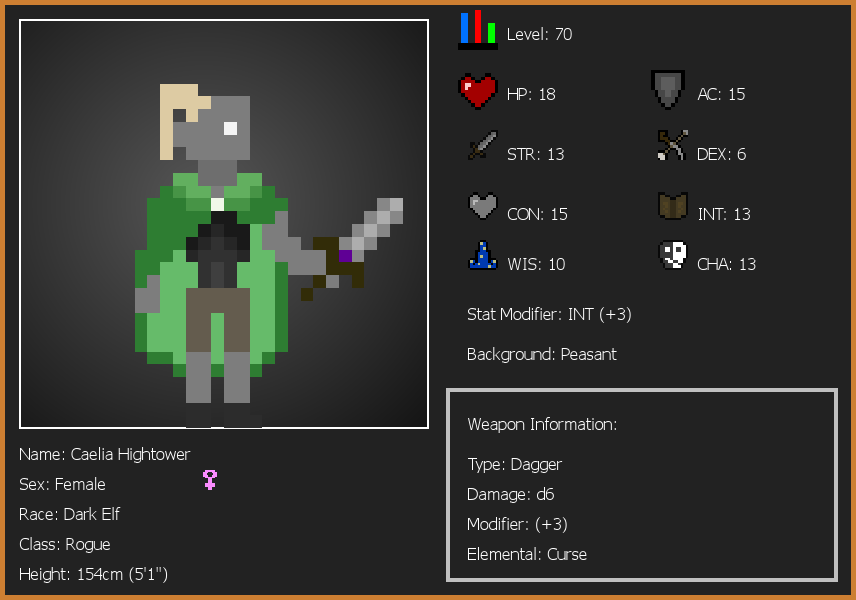 Level: 70
HP: 18
AC: 15
STR: 13
DEX: 6
CON: 15
INT: 13
WIS: 10
CHA: 13
Stat Modifier: INT (+3)
Background: Peasant
Weapon Information:
Type: Dagger
Damage: d6
Modifier: (+3)
Elemental: Curse
Name: Caelia Hightower
Sex: Female
Race: Dark Elf
Class: Rogue
Height: 154cm (5'1")